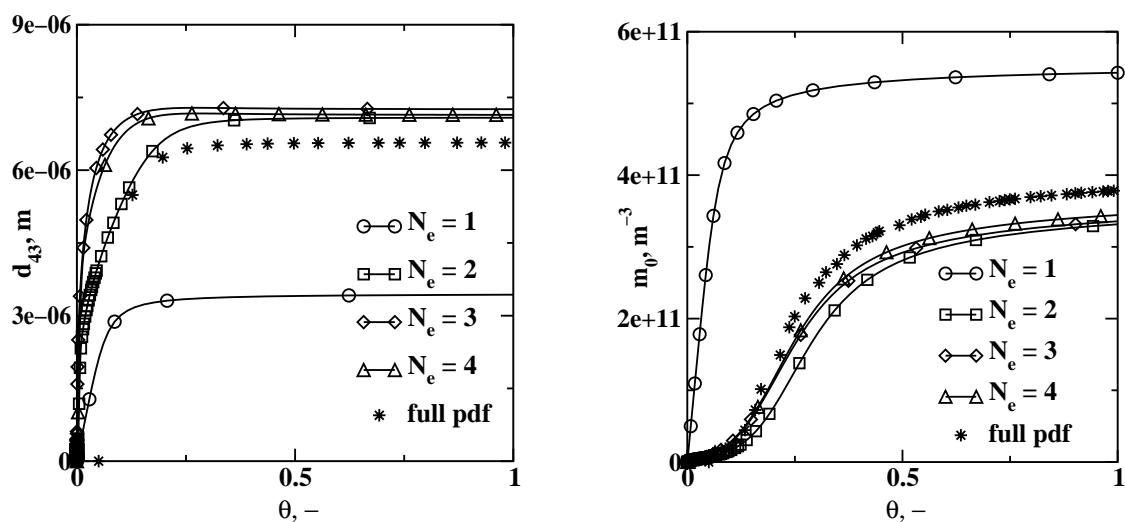 9e−06
6e−06
3e−06
0
d43, m
Ne = 1
Ne = 2
Ne = 3
Ne = 4
full pdf
0 0.5 1
θ, −
6e+11
4e+11
2e+11
0
m0, m−3
Ne = 1
Ne = 2
Ne = 3
Ne = 4
full pdf
0 0.5 1
θ, −